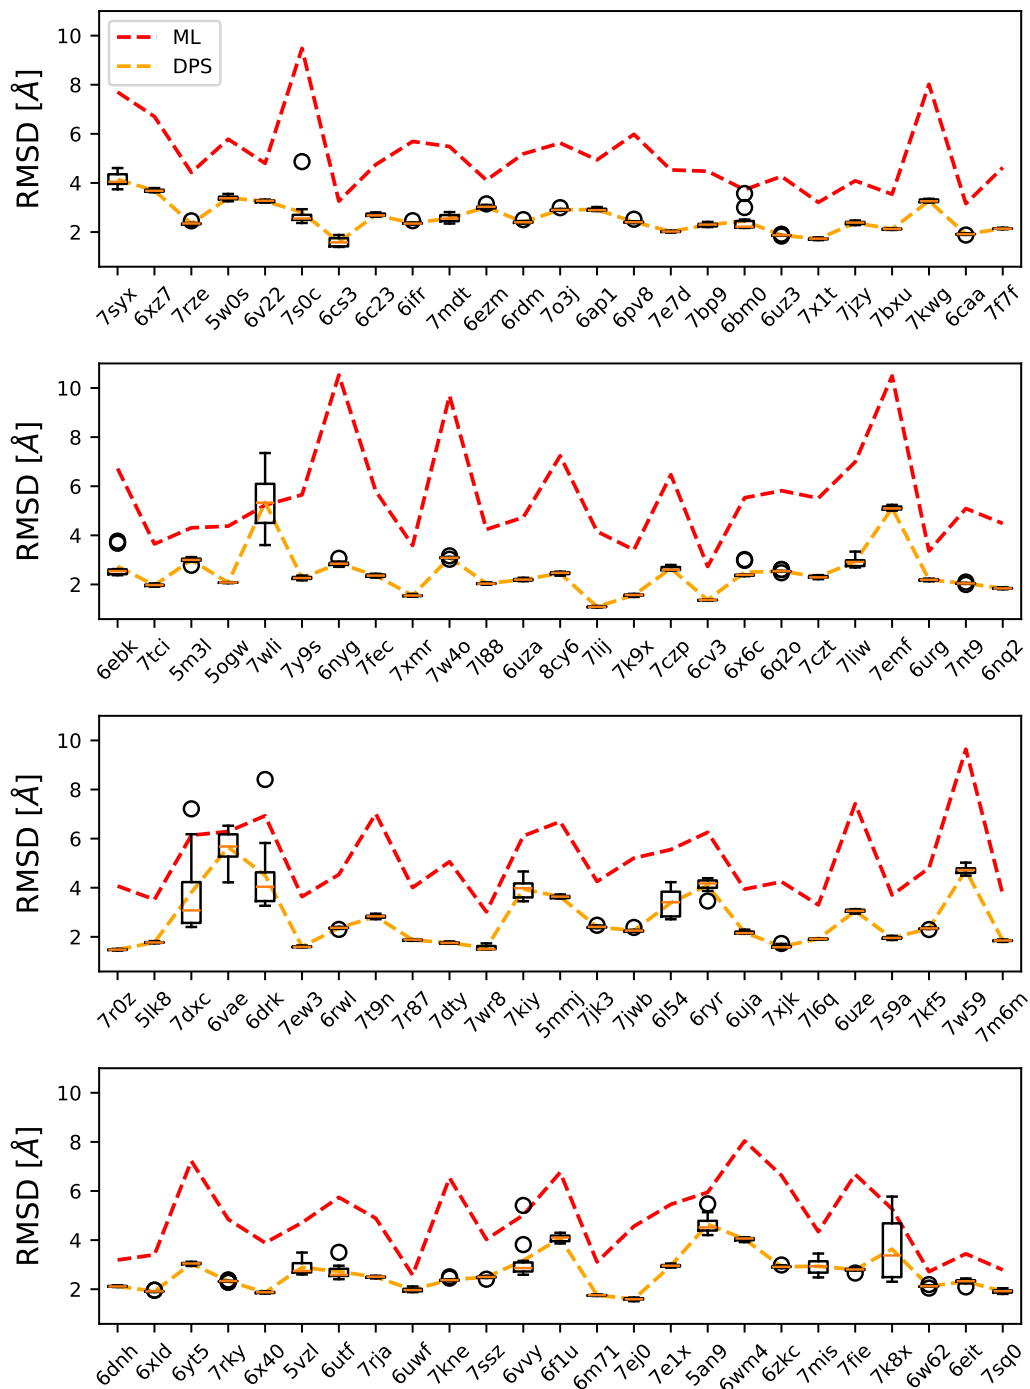 RMSD [Å]
10
8
6
4
2
ML
DPS
7syx 6xz7 7rze 5w0s 6v22 7s0c 6cs3 6c23 6ifr 7mdt 6ezm 6rdm 7o3j 6ap1 6pv8 7e7d 7bp9 6bm0 6uz3 7x1t 7jzy 7bxu 7kwg 6caa 7f7f
RMSD [Å]
10
8
6
4
2
6ebk 7tci 5m3l 5ogw 7wli 7y9s 6nyg 7fec 7xmr 7w4o 7l88 6uza 8cy6 7lij 7k9x 7czp 6cv3 6x6c 6q2o 7czt 7liw 7emf 6urg 7nt9 6nq2
RMSD [Å]
10
8
6
4
2
7r0z 5lk8 7dxc 6vae 6drk 7ew3 6rwl 7t9n 7r87 7dty 7wr8 7kiy 5mmj 7jk3 7jwb 6l54 6ryr 6uja 7xjk 7l6q 6uze 7s9a 7kf5 7w59 7m6m
RMSD [Å]
10
8
6
4
2
6dnh 6xld 6yt5 7rky 6x40 5vzl 6utf 7rja 6uwf 7kne 7ssz 6vvy 6f1u 6m71 7ej0 7e1x 5an9 6wm4 6zkc 7mis 7fie 7k8x 6w62 6eit 7sq0